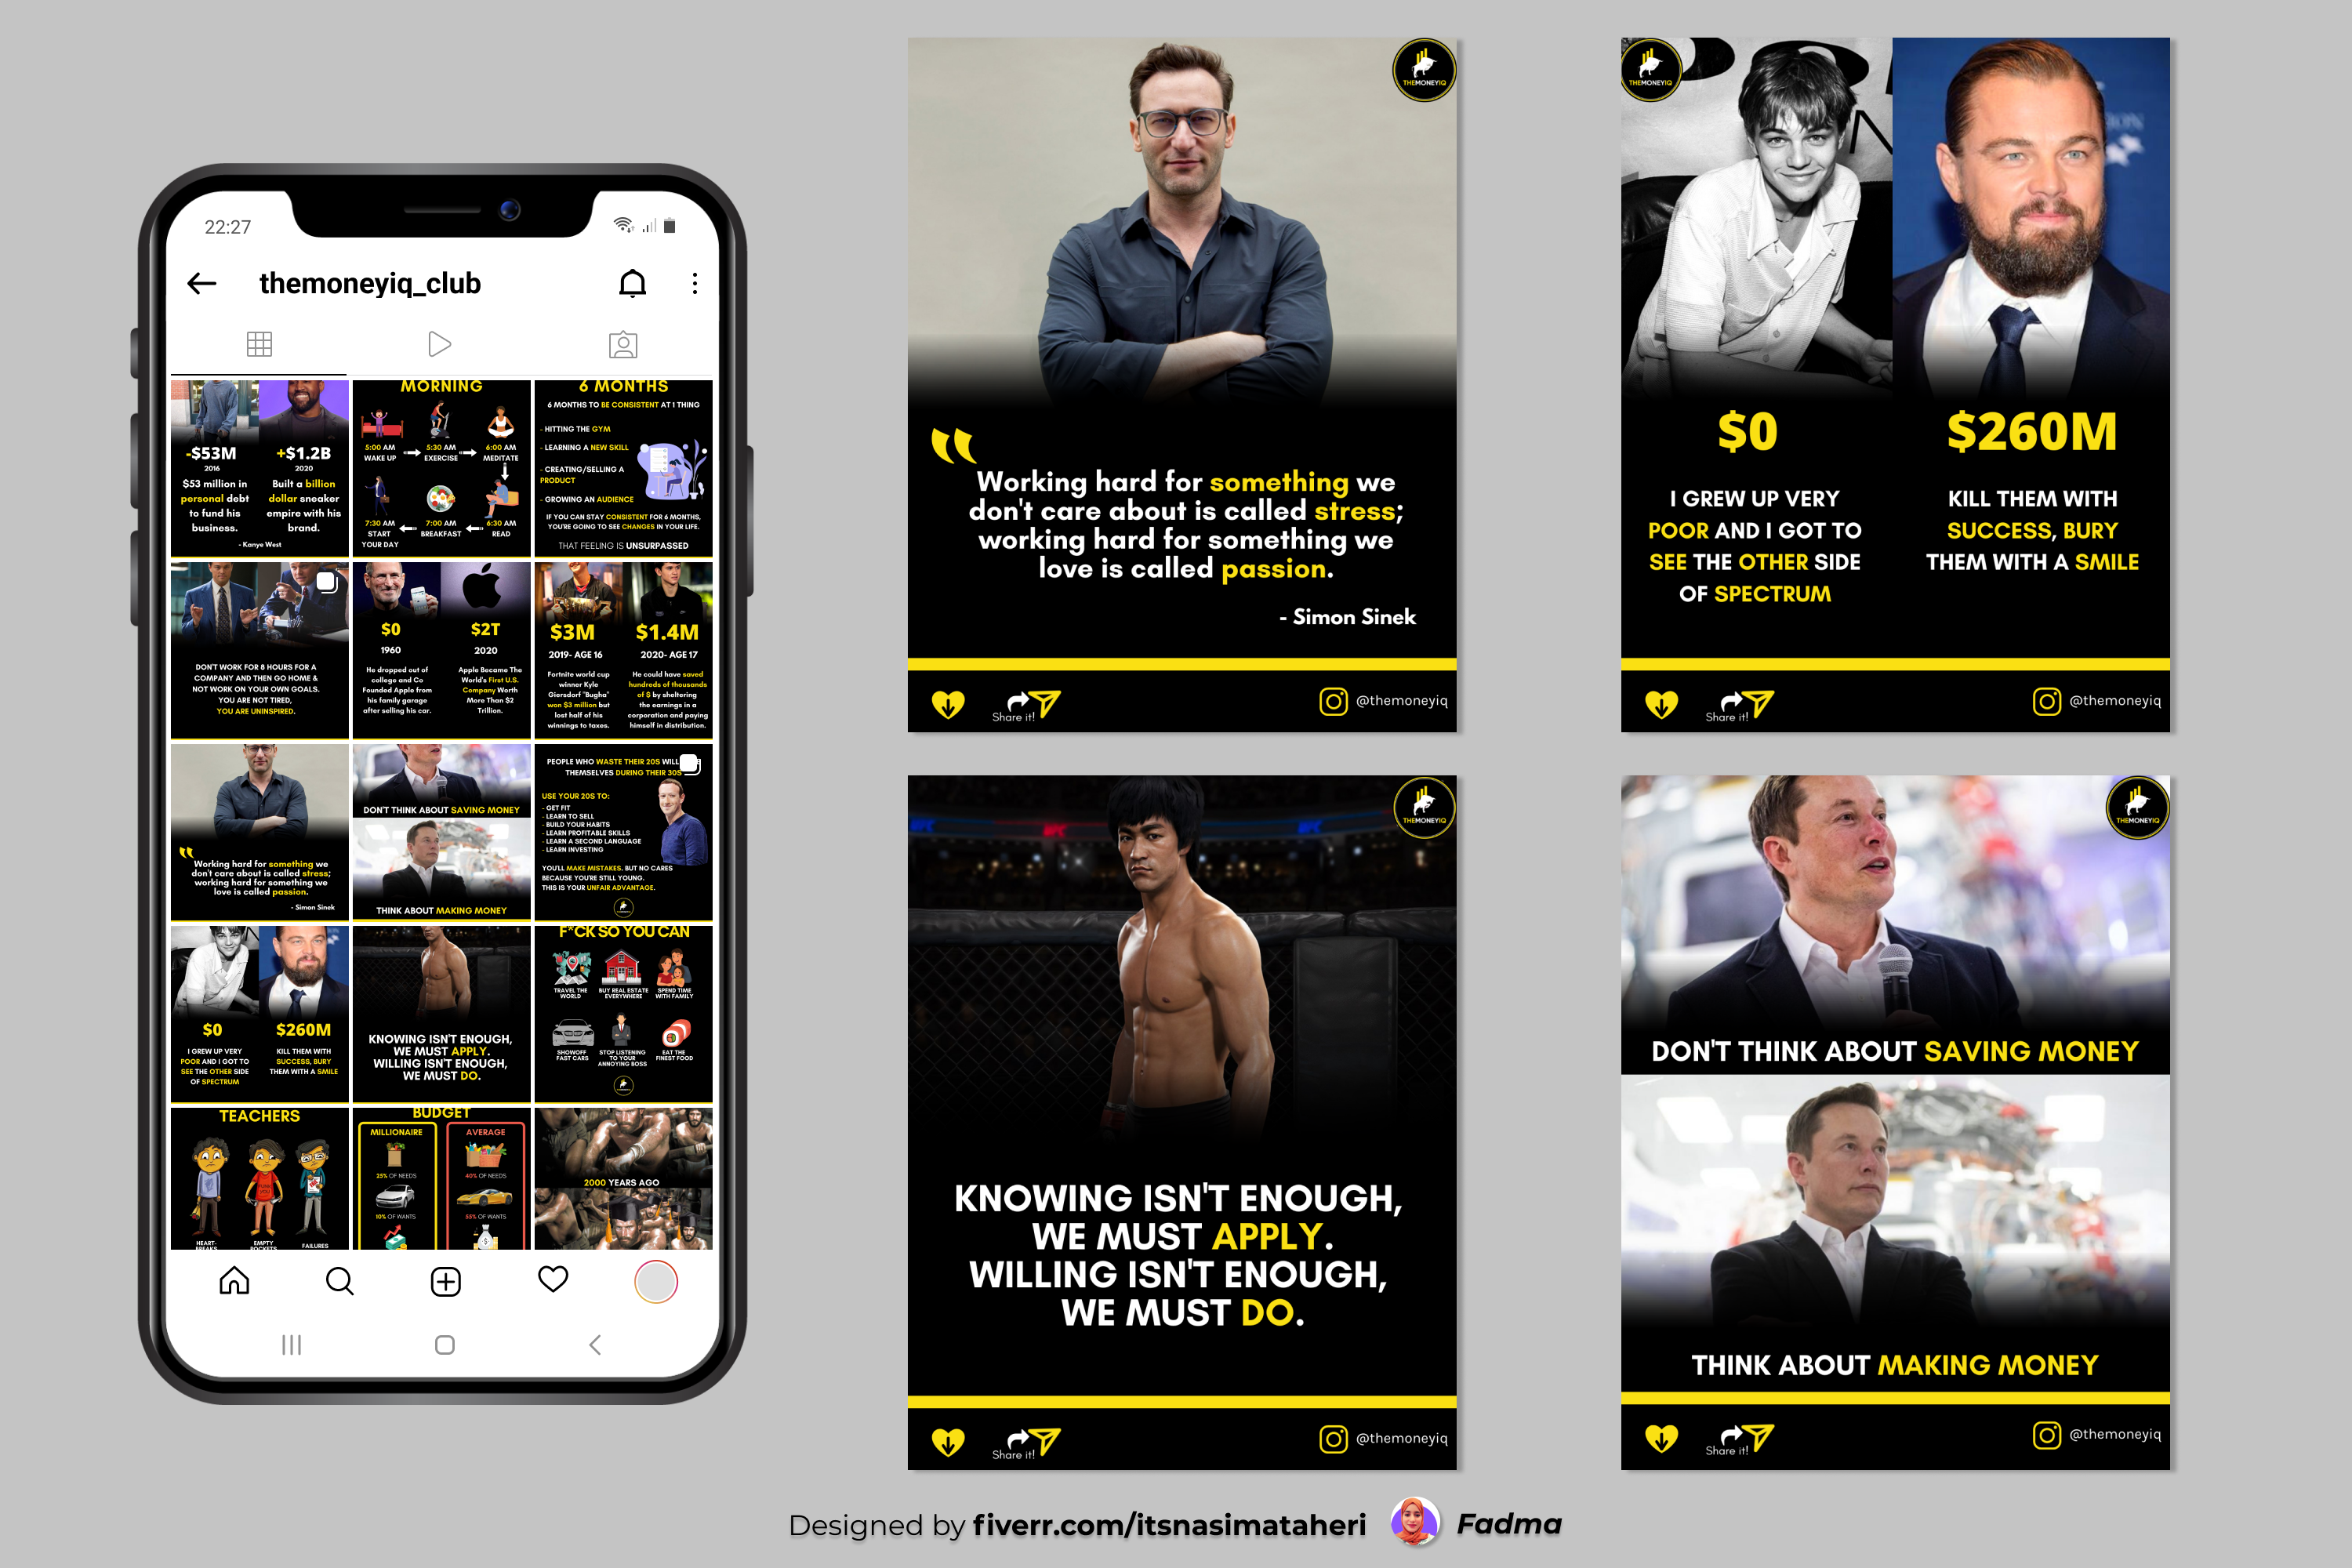 22:27
themoneyiq_club
-$53M
2016
$53 million in
personal debt
to fund his
business.
+$1.2B
2020
Built a billion
dollar sneaker
empire with his
brand.
- Kanye West
MORNING
5:00 AM
WAKE UP
5:30 AM
EXERCISE
6:00 AM
MEDITATE
7:30 AM
START
YOUR DAY
7:00 AM
BREAKFAST
6:30 AM
READ
6 MONTHS
6 MONTHS TO BE CONSISTENT AT 1 THING
- HITTING THE GYM
- LEARNING A NEW SKILL
- CREATING/SELLING A
PRODUCT
- GROWING AN AUDIENCE
IF YOU CAN STAY CONSISTENT FOR 6 MONTHS,
YOU'RE GOING TO SEE CHANGES IN YOUR LIFE.
THAT FEELING IS UNSURPASSED
DON'T WORK FOR 8 HOURS FOR A
COMPANY AND THEN GO HOME &
NOT WORK ON YOUR OWN GOALS.
YOU ARE NOT TIRED,
YOU ARE UNINSPIRED.
$0
1960
He dropped out of
college and Co
Founded Apple from
his family garage
after selling his car.
$2T
2020
Apple Became The
World's First U.S.
Company Worth
More Than $2
Trillion.
$3M
2019- AGE 16
Fortnite world cup
winner Kyle
Giersdorf "Bugha"
won $3 million but
lost half of his
winnings to taxes.
$1.4M
2020- AGE 17
He could have saved
hundreds of thousands
of $ by sheltering
the earnings in a
corporation and paying
himself in distribution.
Working hard for something we
don't care about is called stress;
working hard for something we
love is called passion.
- Simon Sinek
DON'T THINK ABOUT SAVING MONEY
THINK ABOUT MAKING MONEY
PEOPLE WHO WASTE THEIR 20S WILL
THEMSELVES DURING THEIR 30S
USE YOUR 20S TO:
- GET FIT
- LEARN TO SELL
- BUILD YOUR HABITS
- LEARN PROFITABLE SKILLS
- LEARN A SECOND LANGUAGE
- LEARN INVESTING
YOU'LL MAKE MISTAKES. BUT NO CARES
BECAUSE YOU'RE STILL YOUNG.
THIS IS YOUR UNFAIR ADVANTAGE.
$0
I GREW UP VERY
POOR AND I GOT TO
SEE THE OTHER SIDE
OF SPECTRUM
$260M
KILL THEM WITH
SUCCESS, BURY
THEM WITH A SMILE
KNOWING ISN'T ENOUGH,
WE MUST APPLY.
WILLING ISN'T ENOUGH,
WE MUST DO.
F*CK SO YOU CAN
TRAVEL THE
WORLD
BUY REAL ESTATE
EVERYWHERE
SPEND TIME
WITH FAMILY
SHOWOFF
FAST CARS
STOP LISTENING
TO YOUR
ANNOYING BOSS
EAT THE
FINEST FOOD
TEACHERS
HEART-
BREAKS
EMPTY
POCKETS
FAILURES
BUDGET
MILLIONAIRE
25% OF NEEDS
10% OF WANTS
AVERAGE
40% OF NEEDS
55% OF WANTS
2000 YEARS AGO
THEMONEYIQ
Working hard for something we
don't care about is called stress;
working hard for something we
love is called passion.
- Simon Sinek
Share it!
@themoneyiq
THEMONEYIQ
$0
I GREW UP VERY
POOR AND I GOT TO
SEE THE OTHER SIDE
OF SPECTRUM
$260M
KILL THEM WITH
SUCCESS, BURY
THEM WITH A SMILE
Share it!
@themoneyiq
THEMONEYIQ
KNOWING ISN'T ENOUGH,
WE MUST APPLY.
WILLING ISN'T ENOUGH,
WE MUST DO.
Share it!
@themoneyiq
THEMONEYIQ
DON'T THINK ABOUT SAVING MONEY
THINK ABOUT MAKING MONEY
Share it!
@themoneyiq
Designed by fiverr.com/itsnasimataheri
Fadma